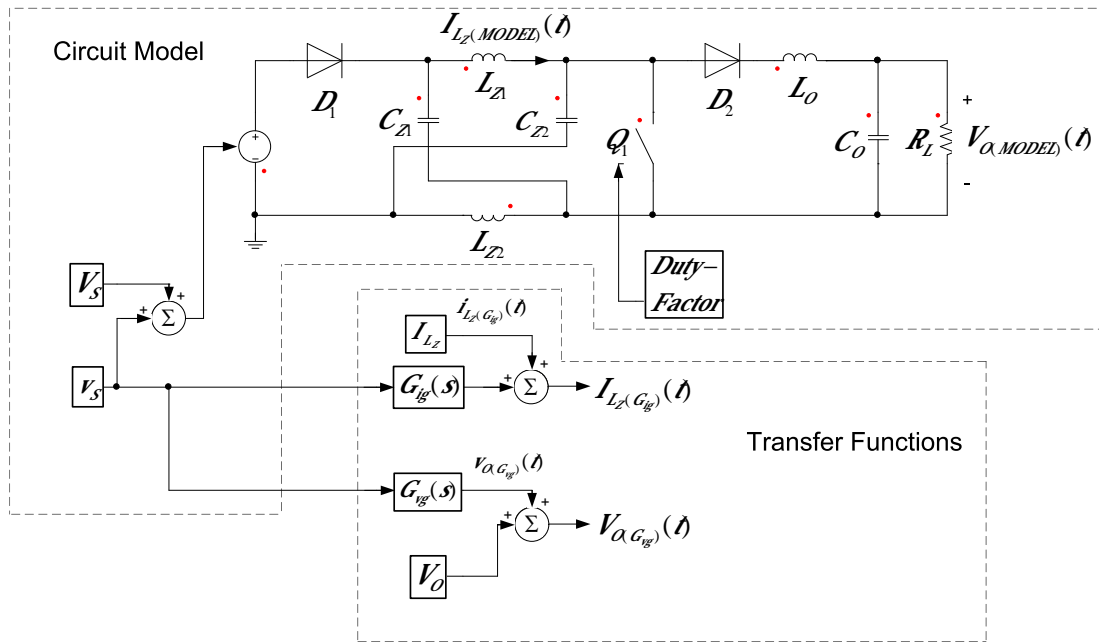 Circuit Model
I_{L_Z(MODEL)}(t)
D_1
C_{Z1}
L_{Z1}
C_{Z2}
Q_1
D_2
L_O
C_O
R_L
+
V_{O(MODEL)}(t)
-
+
−
L_{Z2}
Duty-
Factor
V_S
+
+
Σ
v_S
i_{L_Z(G_{ig})}(t)
I_{L_Z}
G_{ig}(s)
+
+
Σ
I_{L_Z(G_{ig})}(t)
Transfer Functions
v_{O(G_{vg})}(t)
G_{vg}(s)
+
+
Σ
V_{O(G_{vg})}(t)
V_O